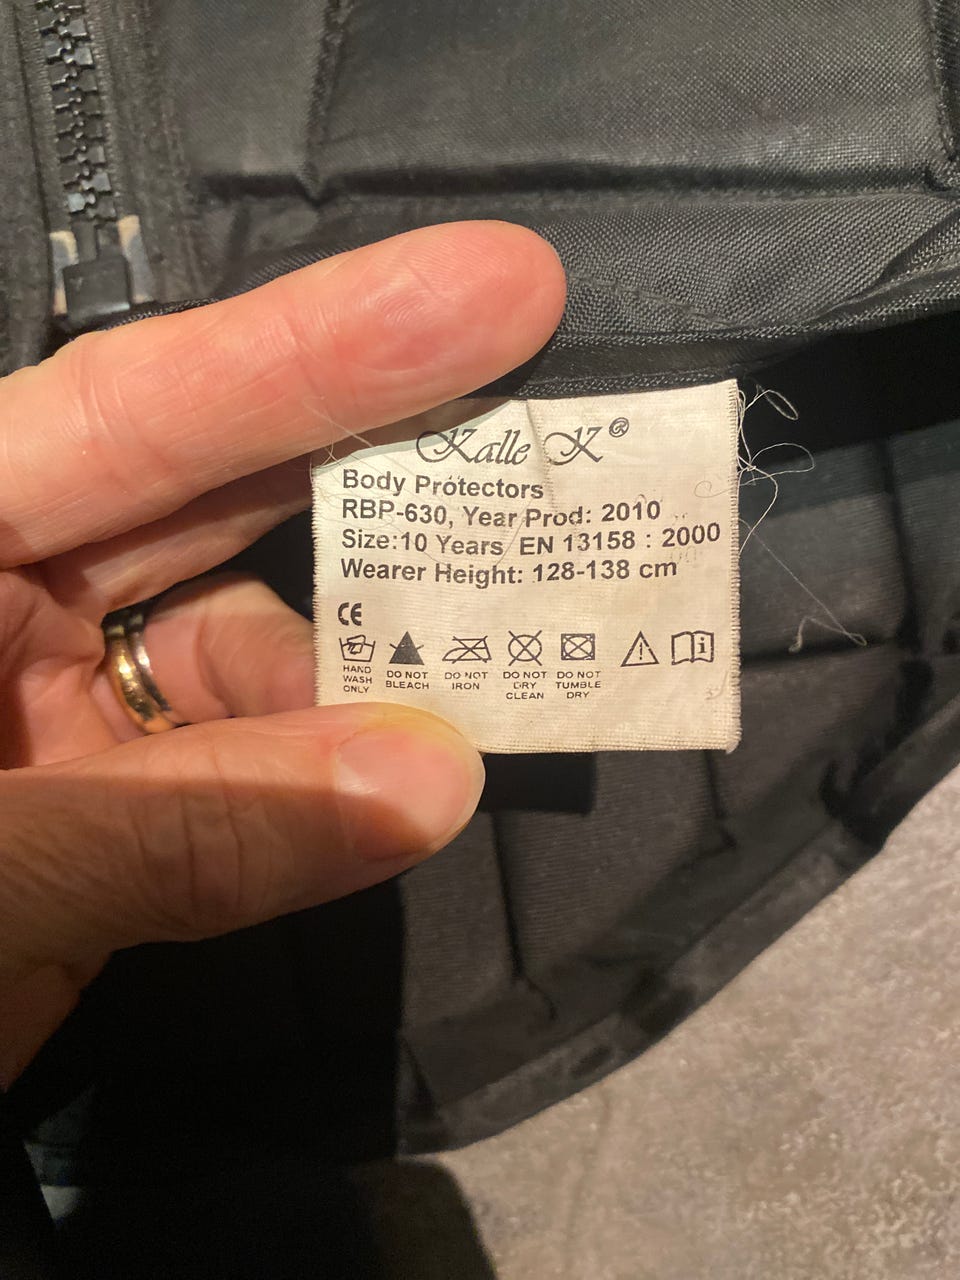 Kalle K®
Body Protectors
RBP-630, Year Prod: 2010
Size:10 Years EN 13158 : 2000
Wearer Height: 128-138 cm
CE
HAND WASH ONLY
DO NOT BLEACH
DO NOT IRON
DO NOT DRY CLEAN
DO NOT TUMBLE DRY